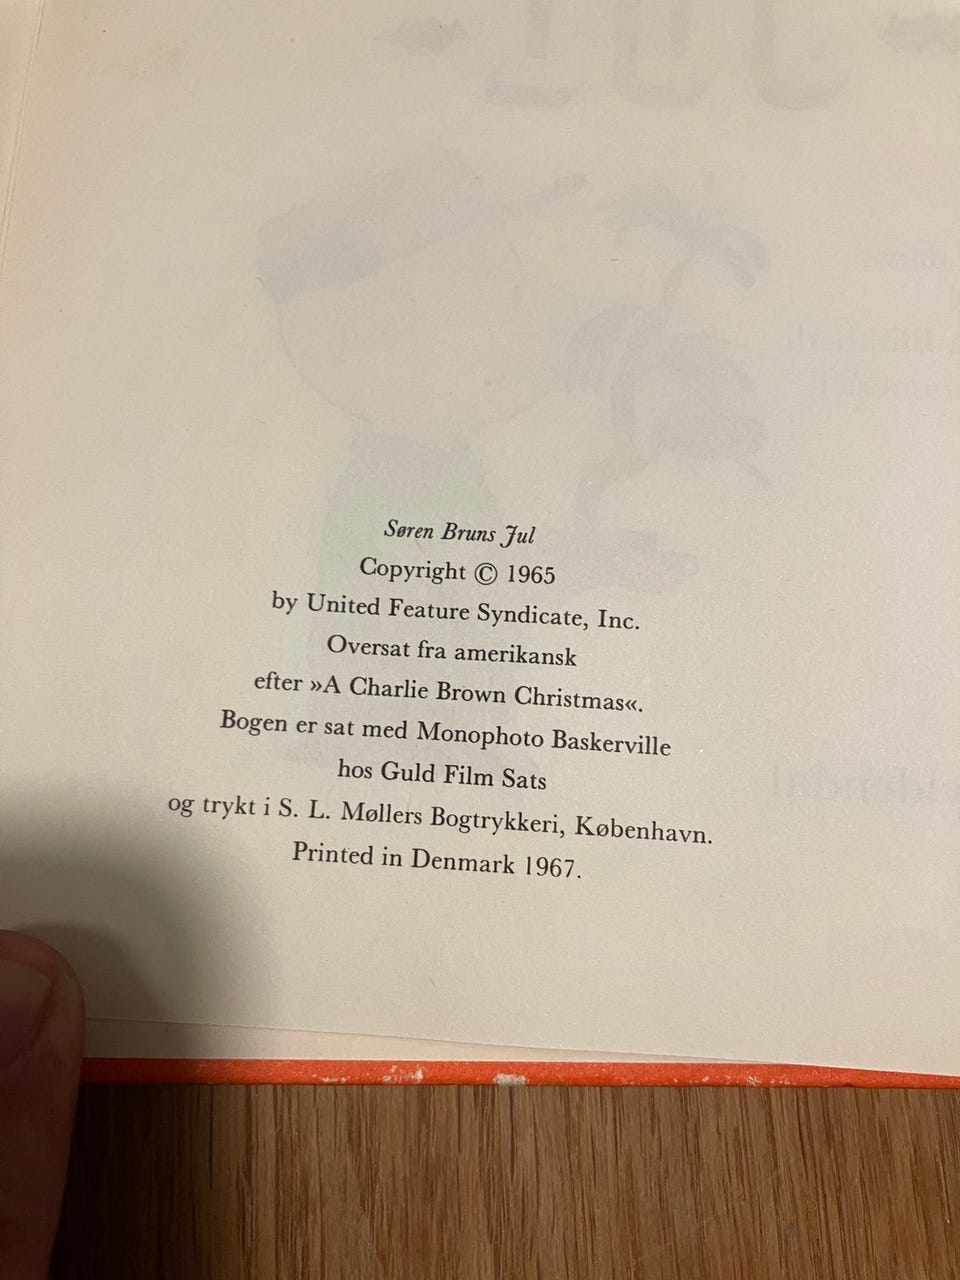 Søren Bruns Jul
Copyright © 1965
by United Feature Syndicate, Inc.
Oversat fra amerikansk
efter »A Charlie Brown Christmas«.
Bogen er sat med Monophoto Baskerville
hos Guld Film Sats
og trykt i S. L. Møllers Bogtrykkeri, København.
Printed in Denmark 1967.